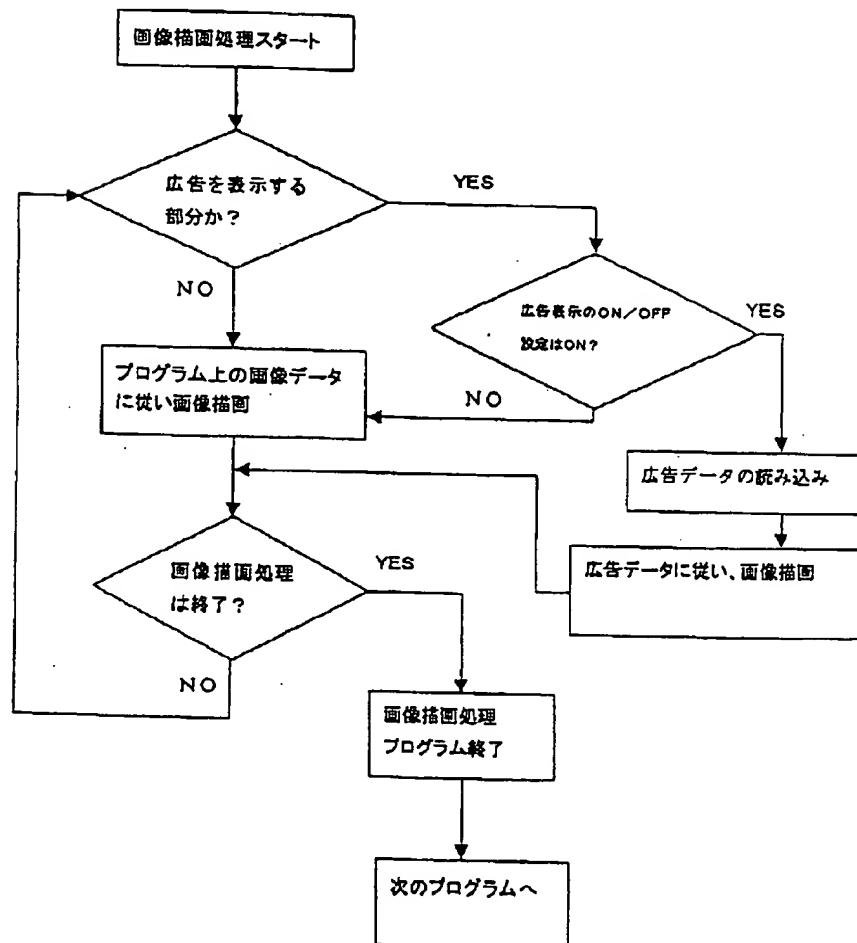 画像描画処理スタート
広告を表示する
部分か？
YES
NO
広告表示のON／OFF
設定はON？
YES
NO
プログラム上の画像データ
に従い画像描画
広告データの読み込み
広告データに従い、画像描画
画像描画処理
は終了？
YES
NO
画像描画処理
プログラム終了
次のプログラムへ